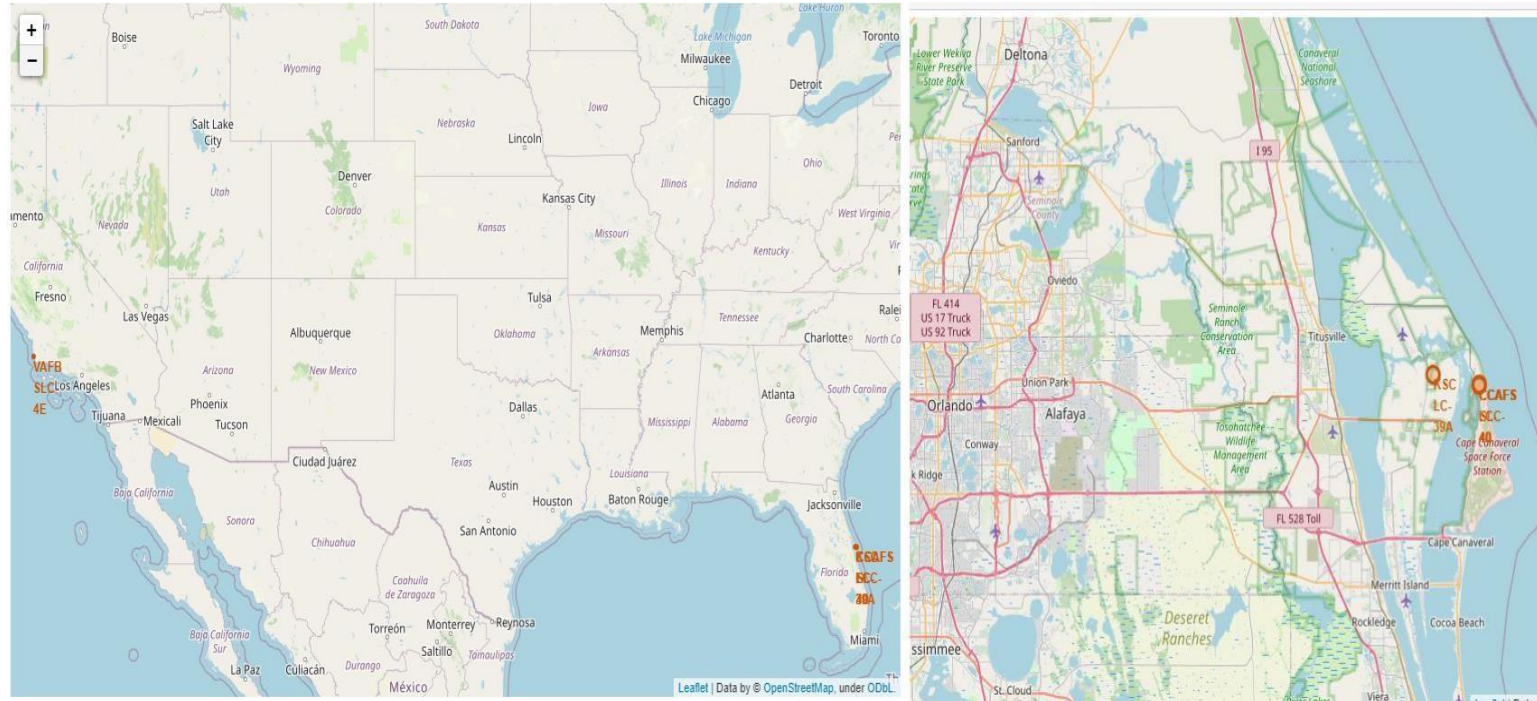 +
−
Boise
South Dakota
Lake Huron
Toronto
Wyoming
Lake Michigan
Milwaukee
Detroit
Iowa
Chicago
Salt Lake
City
Nebraska
Lincoln
Ohio
Utah
Denver
Illinois
Indiana
Kansas City
Colorado
West Virginia
amento
Nevada
Kansas
Missouri
Kentucky
California
Fresno
Las Vegas
Tulsa
Ralei
Albuquerque
Oklahoma
Memphis
Tennessee
Charlotte
North Ca
VAFB
SLC
4E
Los Angeles
Arizona
New Mexico
Arkansas
South Carolina
Phoenix
Atlanta
Tijuana
Mexicali
Tucson
Dallas
Mississippi
Alabama
Georgia
Ciudad Juárez
Texas
Louisiana
Baja California
Austin
Houston
Baton Rouge
Jacksonville
Sonora
San Antonio
Chihuahua
Florida
Coahuila
de Zaragoza
Monterrey
Reynosa
Torreón
Saltillo
Baja California
Sur
Miami
La Paz
Culiacán
Durango
Tamaulipas
México
Leaflet | Data by © OpenStreetMap, under ODbL.
Lower Wekiva
River Preserve
State Park
Deltona
Canaveral
National
Seashore
Sanford
I 95
Seminole
County
Oviedo
FL 414
US 17 Truck
US 92 Truck
Seminole
Ranch
Conservation
Area
Titusville
Union Park
KSC
LC-
39A
CCAFS
40
Orlando
Alafaya
Tosohatchee
Wildlife
Management
Area
Cape Canaveral
Space Force
Station
Conway
k Ridge
FL 528 Toll
Cape Canaveral
Merritt Island
Deseret
Ranches
Rockledge
Cocoa Beach
ssimmee
St. Cloud
Viera